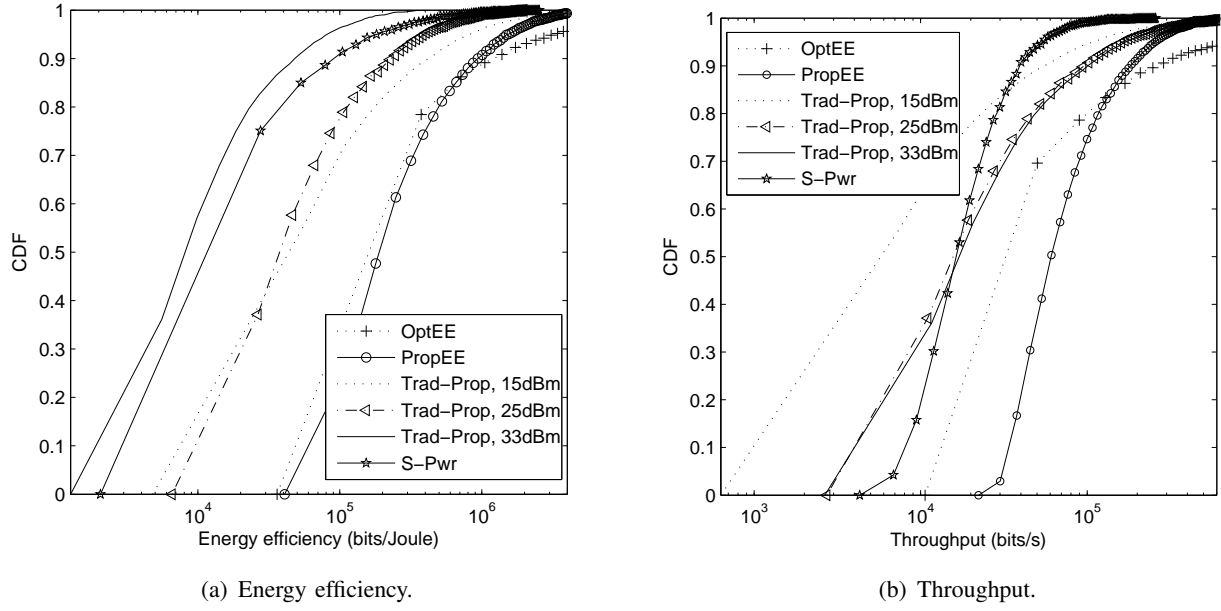 1
0.9
0.8
0.7
0.6
0.5
0.4
0.3
0.2
0.1
0
CDF
10^4
10^5
10^6
Energy efficiency (bits/Joule)
OptEE
PropEE
Trad−Prop, 15dBm
Trad−Prop, 25dBm
Trad−Prop, 33dBm
S−Pwr
(a) Energy efficiency.
1
0.9
0.8
0.7
0.6
0.5
0.4
0.3
0.2
0.1
0
CDF
10^3
10^4
10^5
Throughput (bits/s)
OptEE
PropEE
Trad−Prop, 15dBm
Trad−Prop, 25dBm
Trad−Prop, 33dBm
S−Pwr
(b) Throughput.